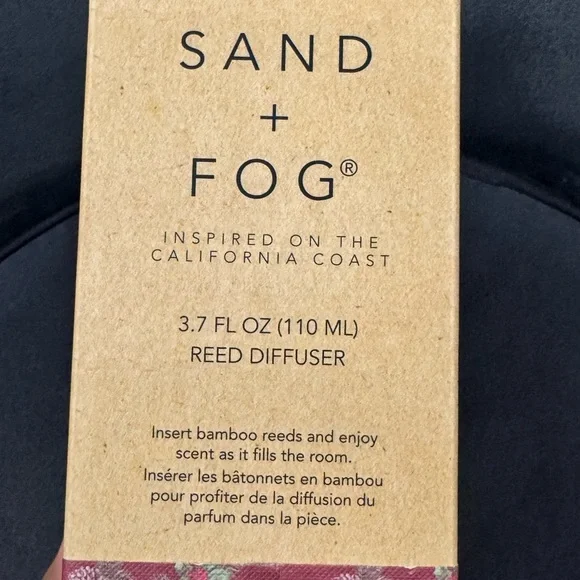 SAND
+
FOG®
INSPIRED ON THE
CALIFORNIA COAST
3.7 FL OZ (110 ML)
REED DIFFUSER
Insert bamboo reeds and enjoy
scent as it fills the room.
Insérer les bâtonnets en bambou
pour profiter de la diffusion du
parfum dans la pièce.